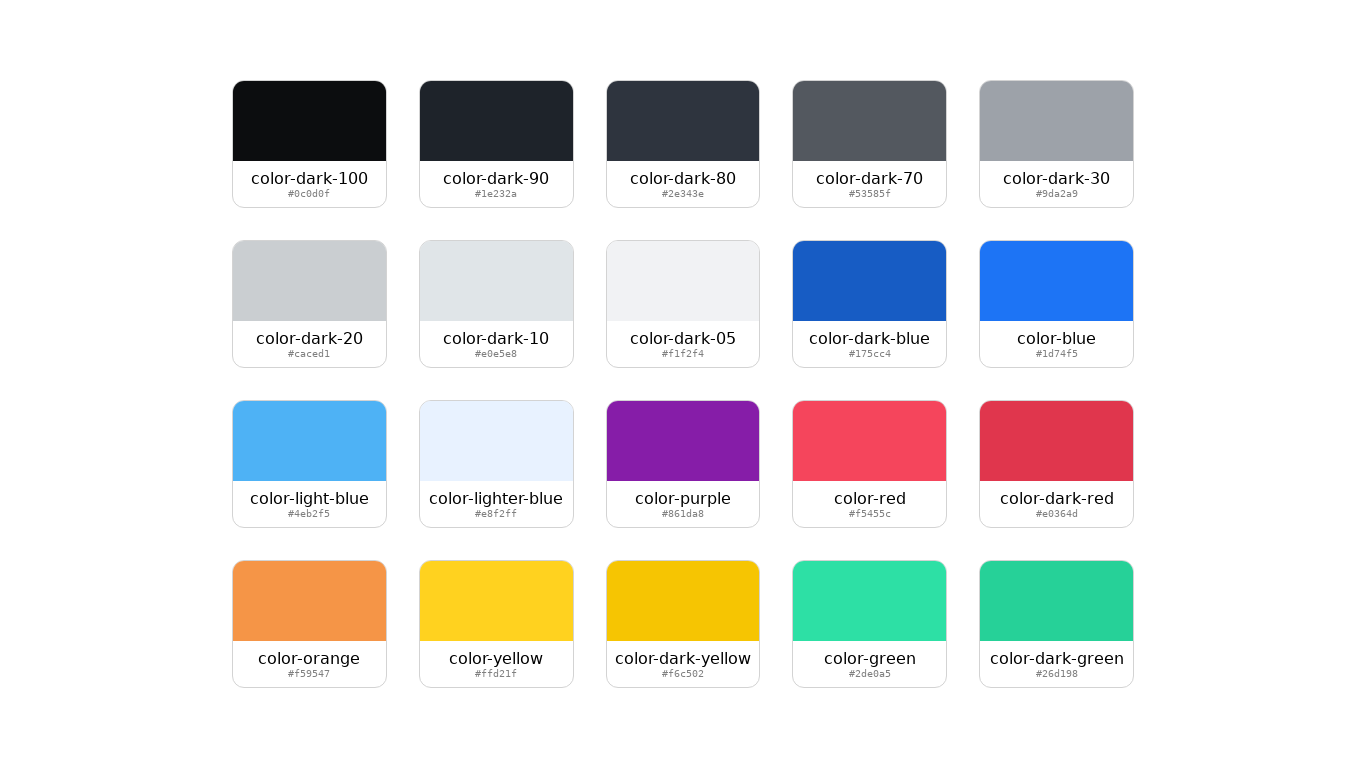 color-dark-100
#0c0d0f
color-dark-90
#1e232a
color-dark-80
#2e343e
color-dark-70
#53585f
color-dark-30
#9da2a9
color-dark-20
#caced1
color-dark-10
#e0e5e8
color-dark-05
#f1f2f4
color-dark-blue
#175cc4
color-blue
#1d74f5
color-light-blue
#4eb2f5
color-lighter-blue
#e8f2ff
color-purple
#861da8
color-red
#f5455c
color-dark-red
#e0364d
color-orange
#f59547
color-yellow
#ffd21f
color-dark-yellow
#f6c502
color-green
#2de0a5
color-dark-green
#26d198